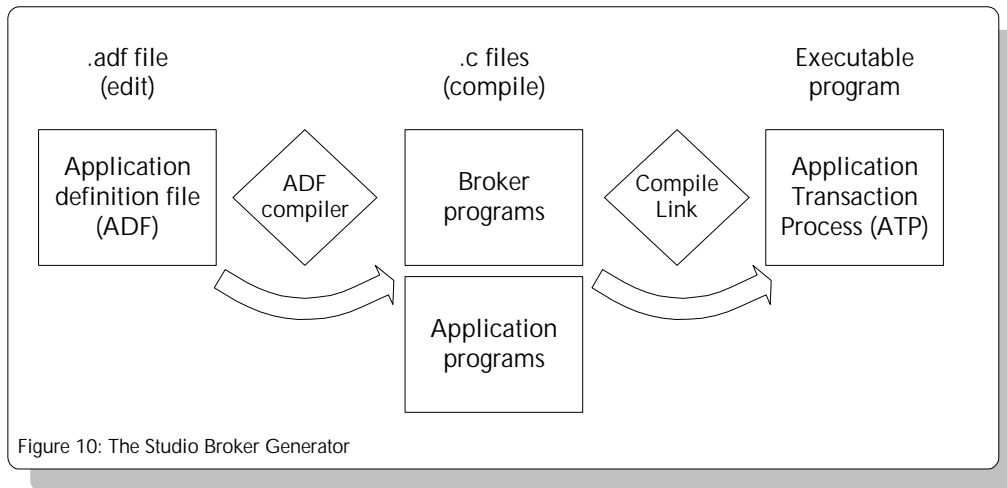 .adf file
(edit)
.c files
(compile)
Executable
program
Application
definition file
(ADF)
ADF
compiler
Broker
programs
Compile
Link
Application
Transaction
Process (ATP)
Application
programs
Figure 10: The Studio Broker Generator